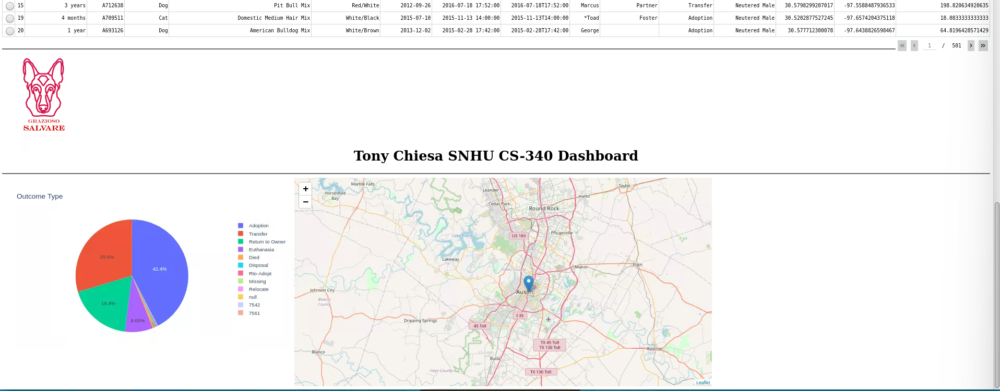 15 3 years A712638 Dog Pit Bull Mix Red/White 2012-09-26 2016-07-18 17:52:00 2016-07-18T17:52:00 Marcus Partner Transfer Neutered Male 30.5798299207017 -97.5588487936533 198.820634920635
19 4 months A709511 Cat Domestic Medium Hair Mix White/Black 2015-07-10 2015-11-13 14:00:00 2015-11-13T14:00:00 *Toad Foster Adoption Neutered Male 30.5202877527245 -97.6574204375118 18.0833333333333
20 1 year A693126 Dog American Bulldog Mix White/Brown 2013-12-02 2015-02-28 17:42:00 2015-02-28T17:42:00 George Adoption Neutered Male 30.577712300078 -97.6438826598467 64.8196428571429
« ‹ 1 / 501 › »
GRAZIOSO
SALVARE
Tony Chiesa SNHU CS-340 Dashboard
Outcome Type
29.6%
42.4%
18.4%
8.03%
Adoption
Transfer
Return to Owner
Euthanasia
Died
Disposal
Rto-Adopt
Missing
Relocate
null
7542
7561
+
−
Marble Falls
Horseshoe
Bay
Leander
Taylor
Cedar Park
Hutto
Round Rock
Pflugerville
US 183
Lake Travis
Lakeway
Travis County
Manor
Elgin
Johnson City
Austin
Blanco
County
I 35
Dripping Springs
45 Toll
TX 45 Toll
TX 130 Toll
Bastrop
Blanco
Buda
Hays County
TX 130 Toll
Leaflet